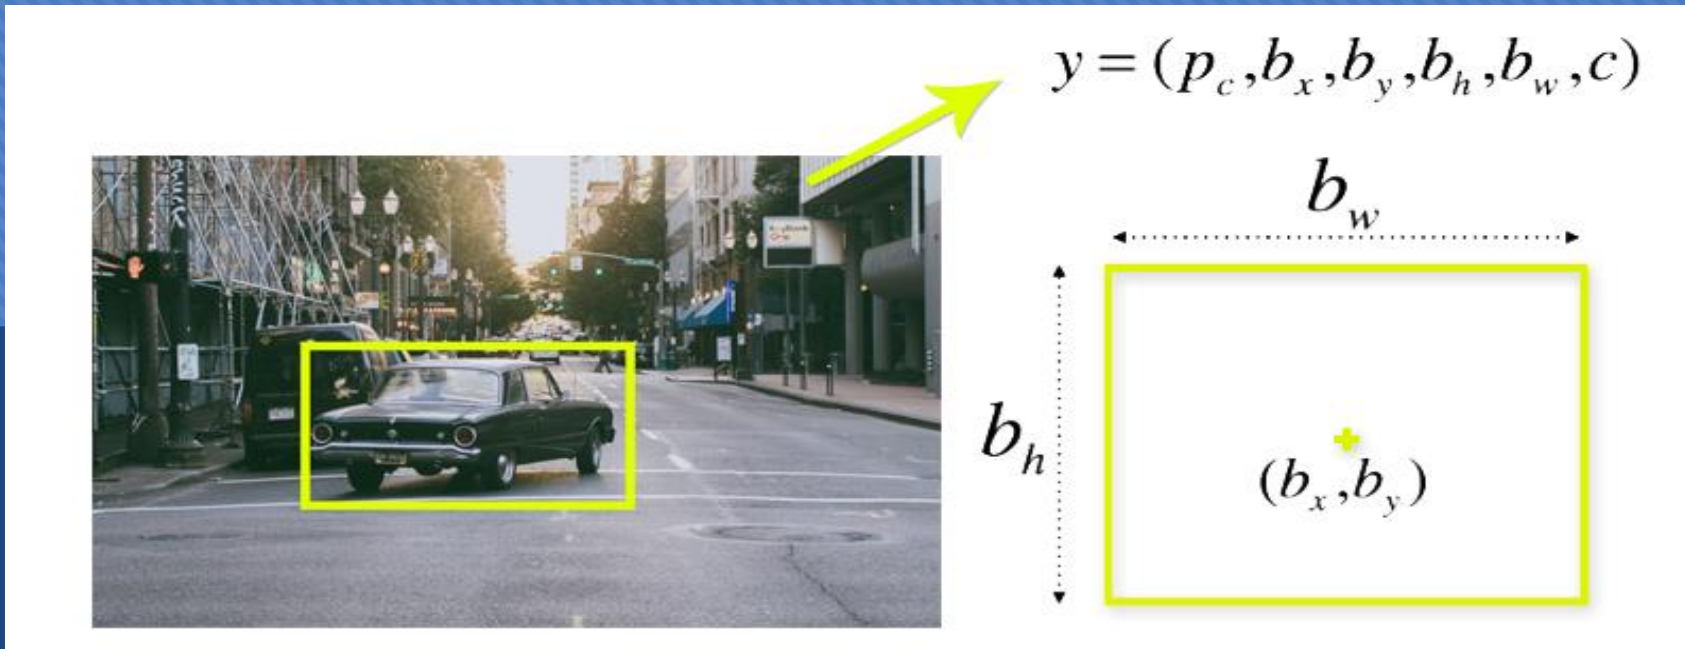 y = (p_c, b_x, b_y, b_h, b_w, c)
b_w
b_h
(b_x, b_y)